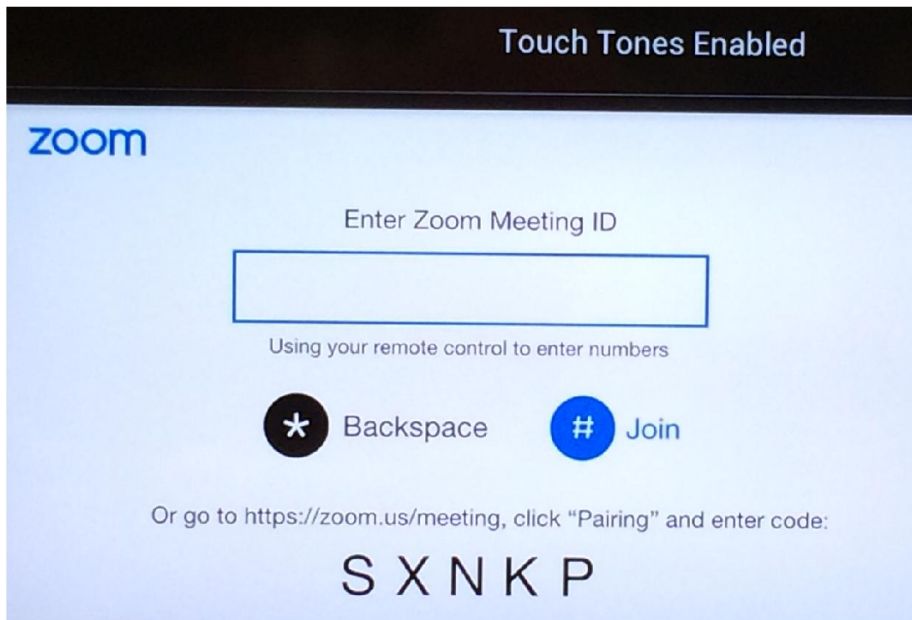 Touch Tones Enabled
zoom
Enter Zoom Meeting ID
Using your remote control to enter numbers
* Backspace # Join
Or go to https://zoom.us/meeting, click “Pairing” and enter code:
S X N K P